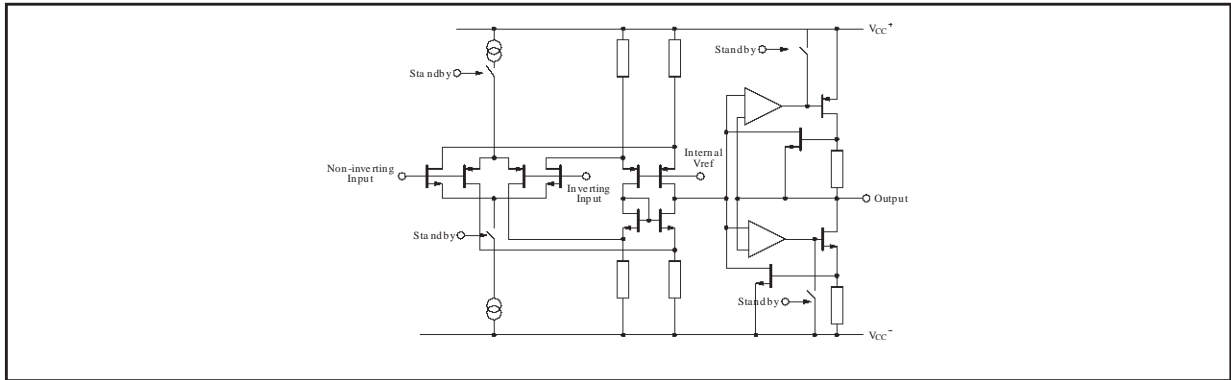 VCC+
Standby
Standby
Non-inverting
Input
Internal
Vref
Inverting
Input
Output
Standby
Standby
VCC-